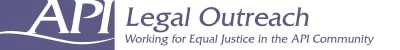 API Legal Outreach
Working for Equal Justice in the API Community